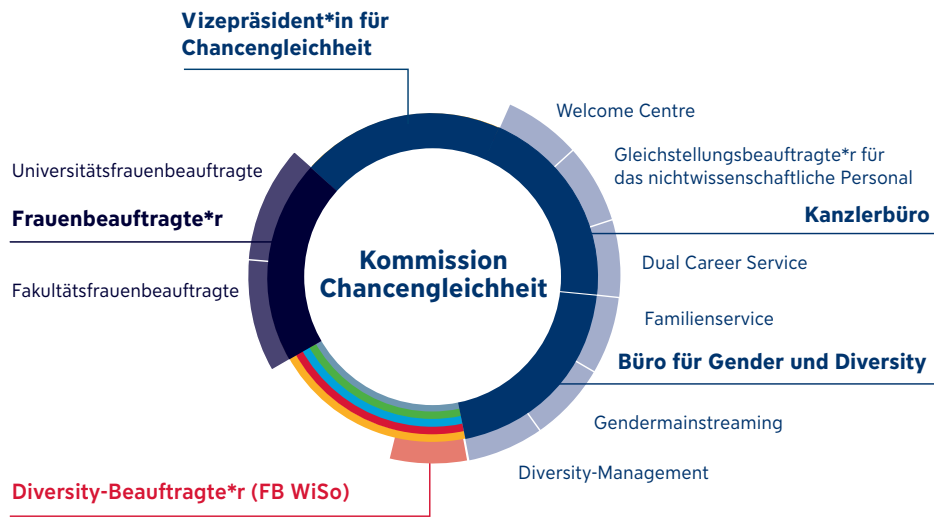 Vizepräsident*in für
Chancengleichheit
Welcome Centre
Universitätsfrauenbeauftragte
Gleichstellungsbeauftragte*r für
das nichtwissenschaftliche Personal
Frauenbeauftragte*r
Kanzlerbüro
Kommission
Chancengleichheit
Dual Career Service
Fakultätsfrauenbeauftragte
Familienservice
Büro für Gender und Diversity
Gendermainstreaming
Diversity-Management
Diversity-Beauftragte*r (FB WiSo)